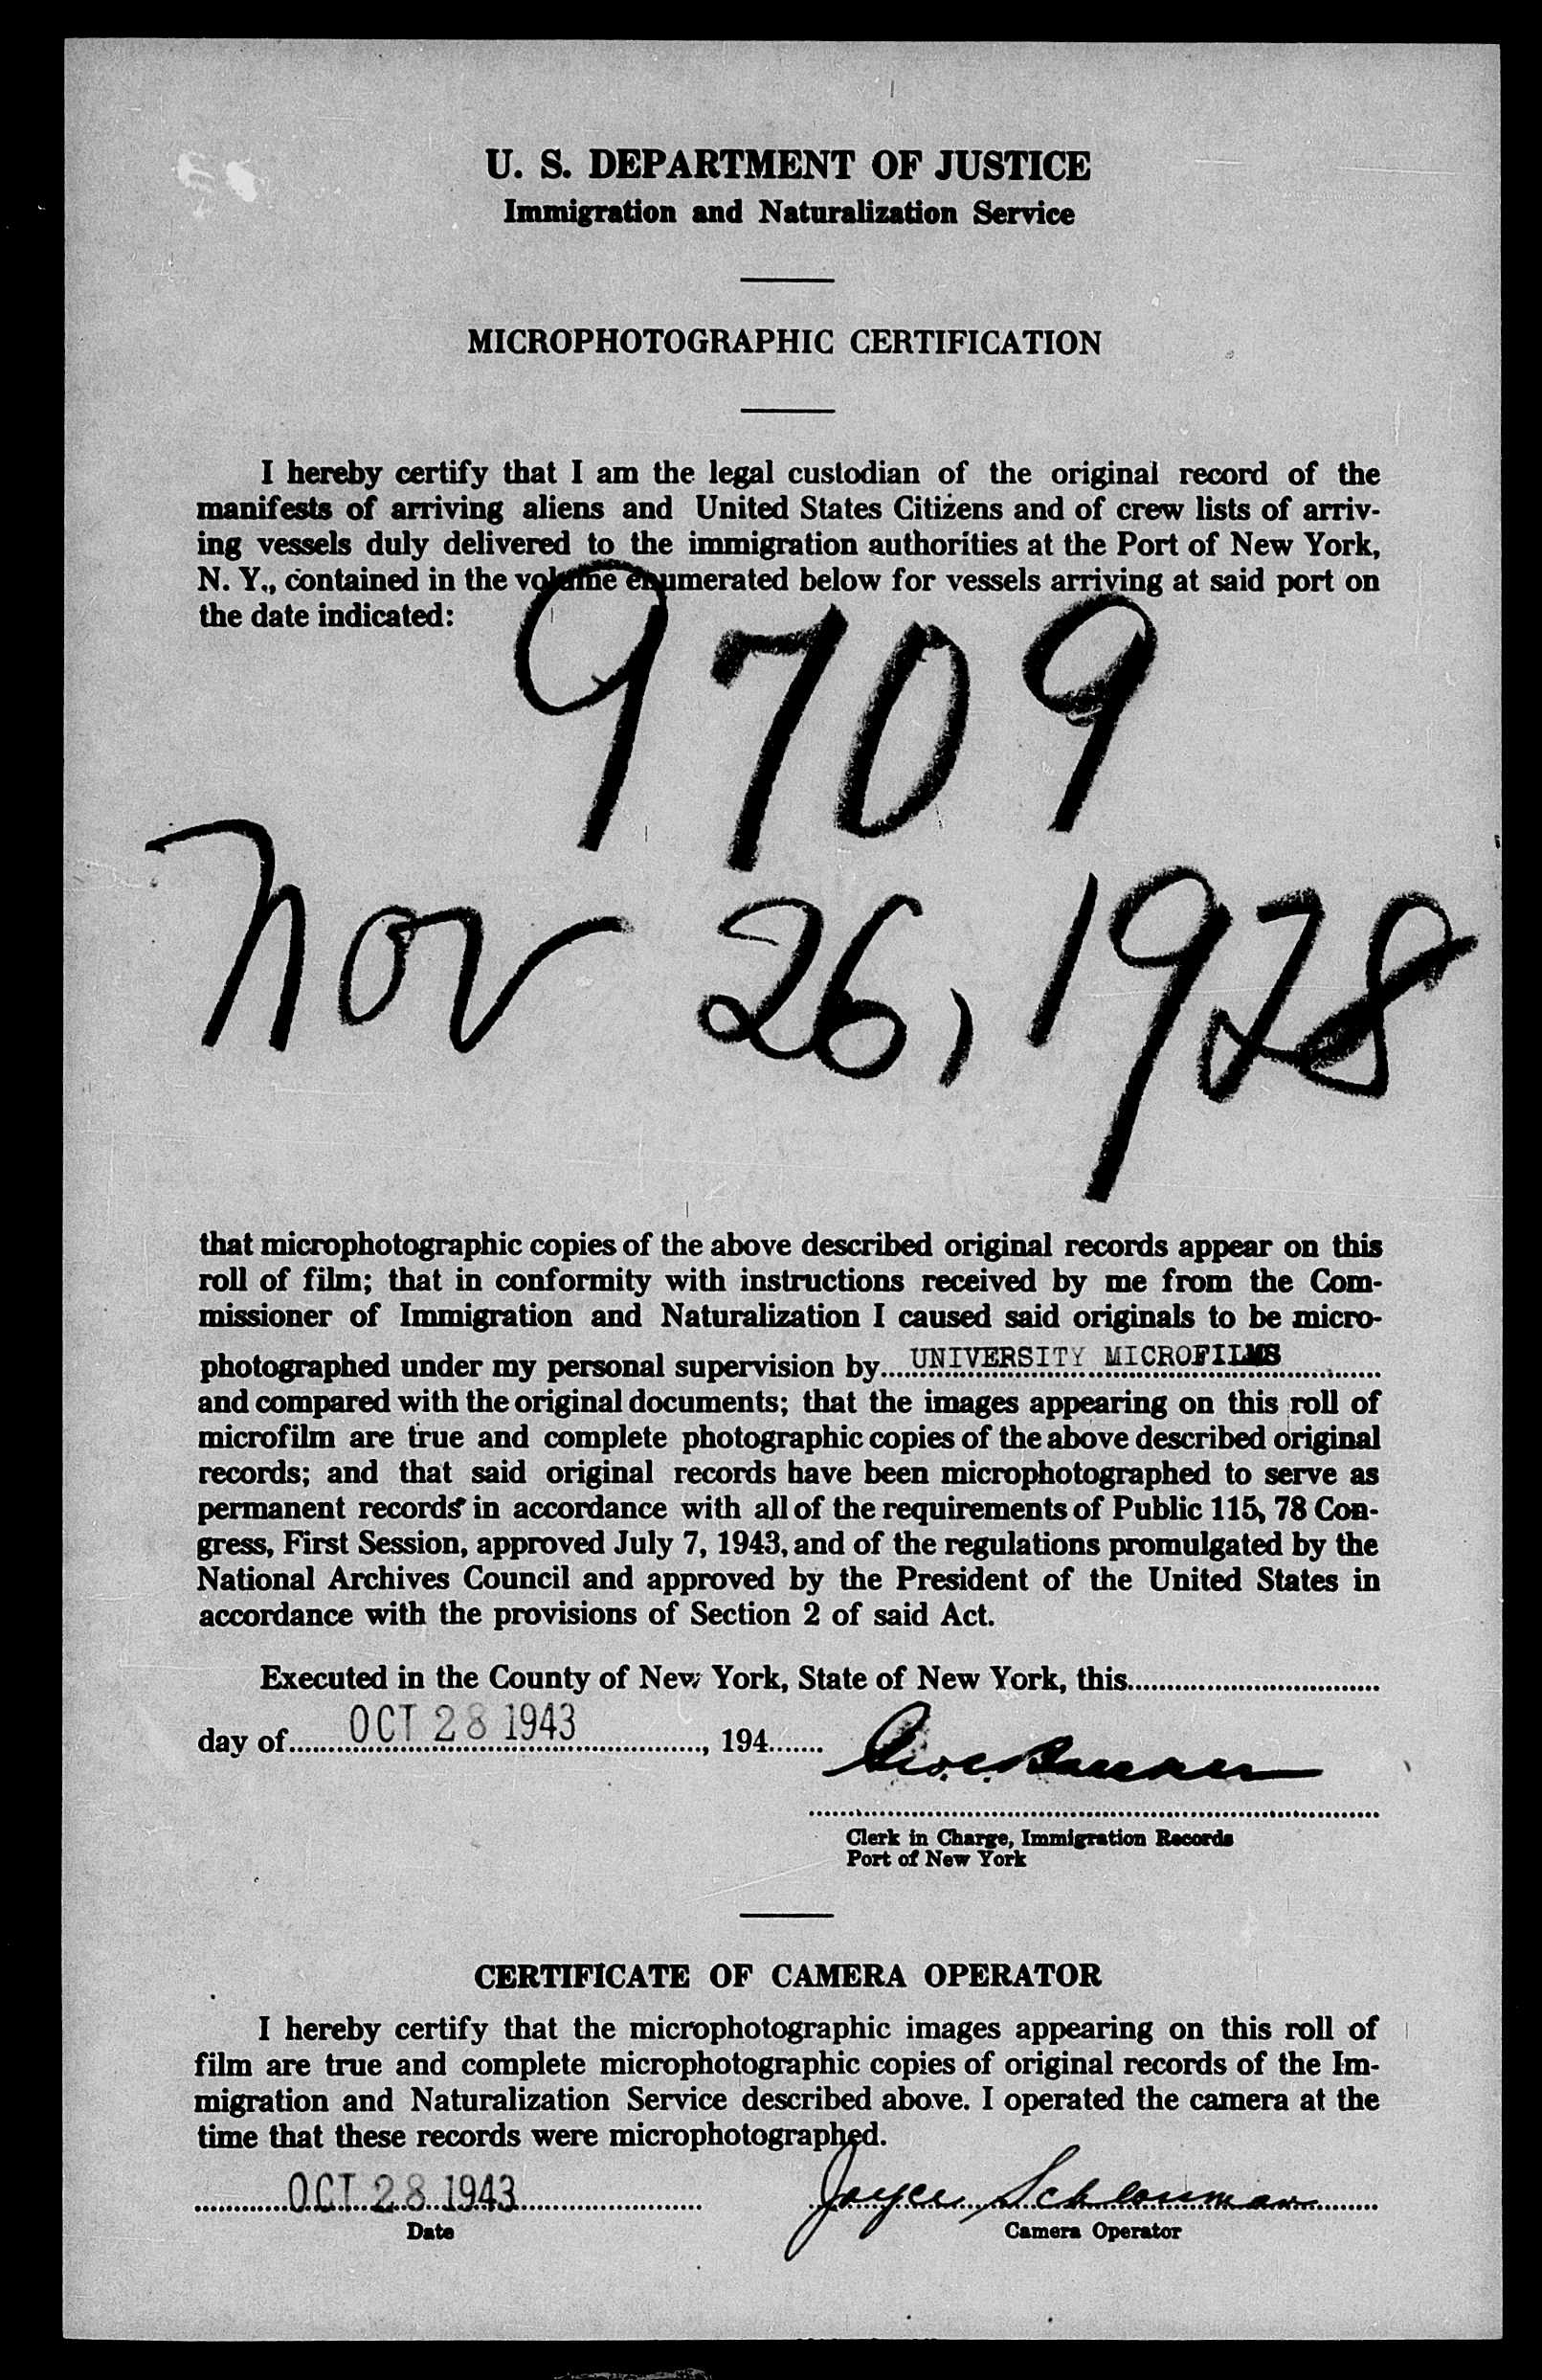 U. S. DEPARTMENT OF JUSTICE
Immigration and Naturalization Service
MICROPHOTOGRAPHIC CERTIFICATION
I hereby certify that I am the legal custodian of the original record of the
manifests of arriving aliens and United States Citizens and of crew lists of arriv-
ing vessels duly delivered to the immigration authorities at the Port of New York,
N. Y., contained in the volume enumerated below for vessels arriving at said port on
the date indicated:
9709
Nov 26, 1928
that microphotographic copies of the above described original records appear on this
roll of film; that in conformity with instructions received by me from the Com-
missioner of Immigration and Naturalization I caused said originals to be micro-
photographed under my personal supervision by UNIVERSITY MICROFILMS
and compared with the original documents; that the images appearing on this roll of
microfilm are true and complete photographic copies of the above described original
records; and that said original records have been microphotographed to serve as
permanent records in accordance with all of the requirements of Public 115, 78 Con-
gress, First Session, approved July 7, 1943, and of the regulations promulgated by the
National Archives Council and approved by the President of the United States in
accordance with the provisions of Section 2 of said Act.
Executed in the County of New York, State of New York, this
day of OCT 28 1943, 194
Clerk in Charge, Immigration Records
Port of New York
CERTIFICATE OF CAMERA OPERATOR
I hereby certify that the microphotographic images appearing on this roll of
film are true and complete microphotographic copies of original records of the Im-
migration and Naturalization Service described above. I operated the camera at the
time that these records were microphotographed.
OCT 28 1943 Joyce
Date Camera Operator